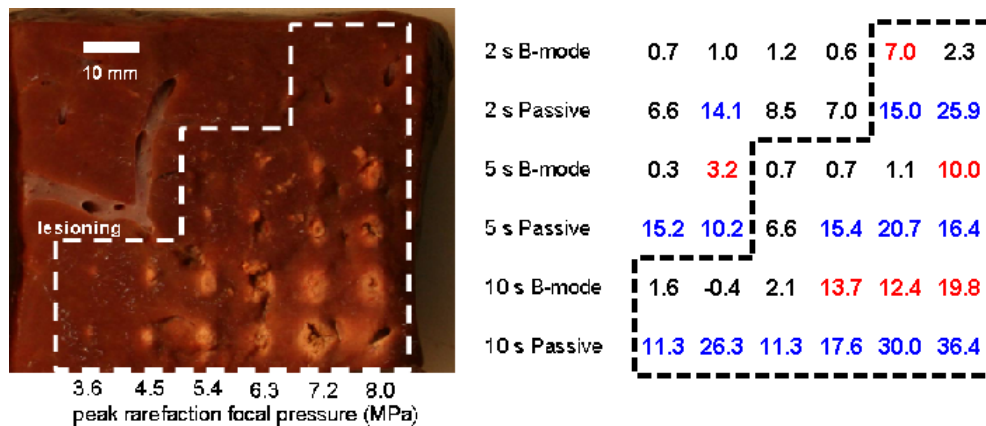 10 mm
lesioning
3.6 4.5 5.4 6.3 7.2 8.0
peak rarefaction focal pressure (MPa)
2 s B-mode 0.7 1.0 1.2 0.6 7.0 2.3
2 s Passive 6.6 14.1 8.5 7.0 15.0 25.9
5 s B-mode 0.3 3.2 0.7 0.7 1.1 10.0
5 s Passive 15.2 10.2 6.6 15.4 20.7 16.4
10 s B-mode 1.6 -0.4 2.1 13.7 12.4 19.8
10 s Passive 11.3 26.3 11.3 17.6 30.0 36.4